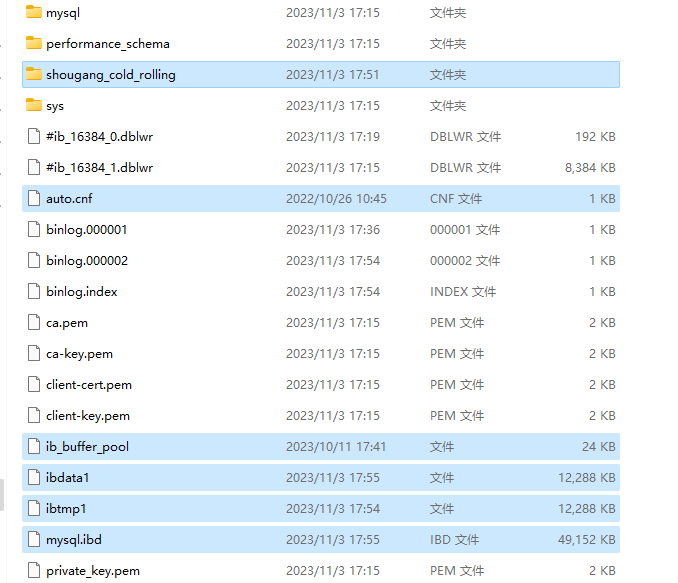 mysql 2023/11/3 17:15 文件夹
performance_schema 2023/11/3 17:15 文件夹
shougang_cold_rolling 2023/11/3 17:51 文件夹
sys 2023/11/3 17:15 文件夹
#ib_16384_0.dblwr 2023/11/3 17:19 DBLWR 文件 192 KB
#ib_16384_1.dblwr 2023/11/3 17:15 DBLWR 文件 8,384 KB
auto.cnf 2022/10/26 10:45 CNF 文件 1 KB
binlog.000001 2023/11/3 17:36 000001 文件 1 KB
binlog.000002 2023/11/3 17:54 000002 文件 1 KB
binlog.index 2023/11/3 17:54 INDEX 文件 1 KB
ca.pem 2023/11/3 17:15 PEM 文件 2 KB
ca-key.pem 2023/11/3 17:15 PEM 文件 2 KB
client-cert.pem 2023/11/3 17:15 PEM 文件 2 KB
client-key.pem 2023/11/3 17:15 PEM 文件 2 KB
ib_buffer_pool 2023/10/11 17:41 文件 24 KB
ibdata1 2023/11/3 17:55 文件 12,288 KB
ibtmp1 2023/11/3 17:54 文件 12,288 KB
mysql.ibd 2023/11/3 17:55 IBD 文件 49,152 KB
private_key.pem 2023/11/3 17:15 PEM 文件 2 KB